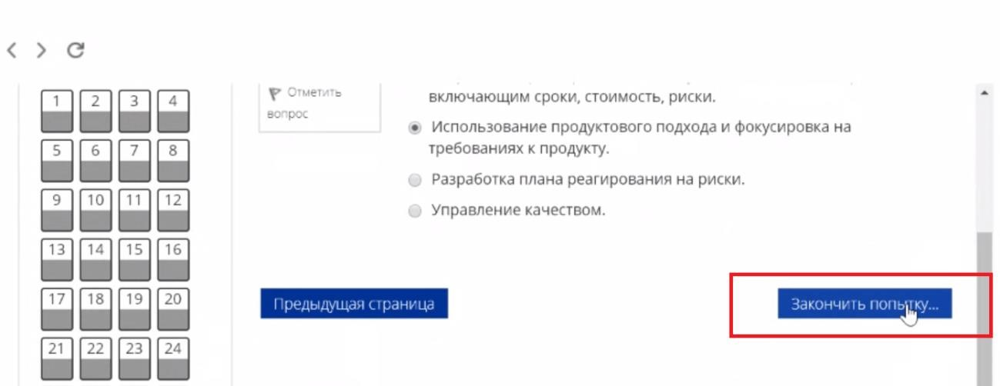 1 2 3 4
5 6 7 8
9 10 11 12
13 14 15 16
17 18 19 20
21 22 23 24
Отметить
вопрос
включающим сроки, стоимость, риски.
Использование продуктового подхода и фокусировка на
требованиях к продукту.
Разработка плана реагирования на риски.
Управление качеством.
Предыдущая страница
Закончить попытку...